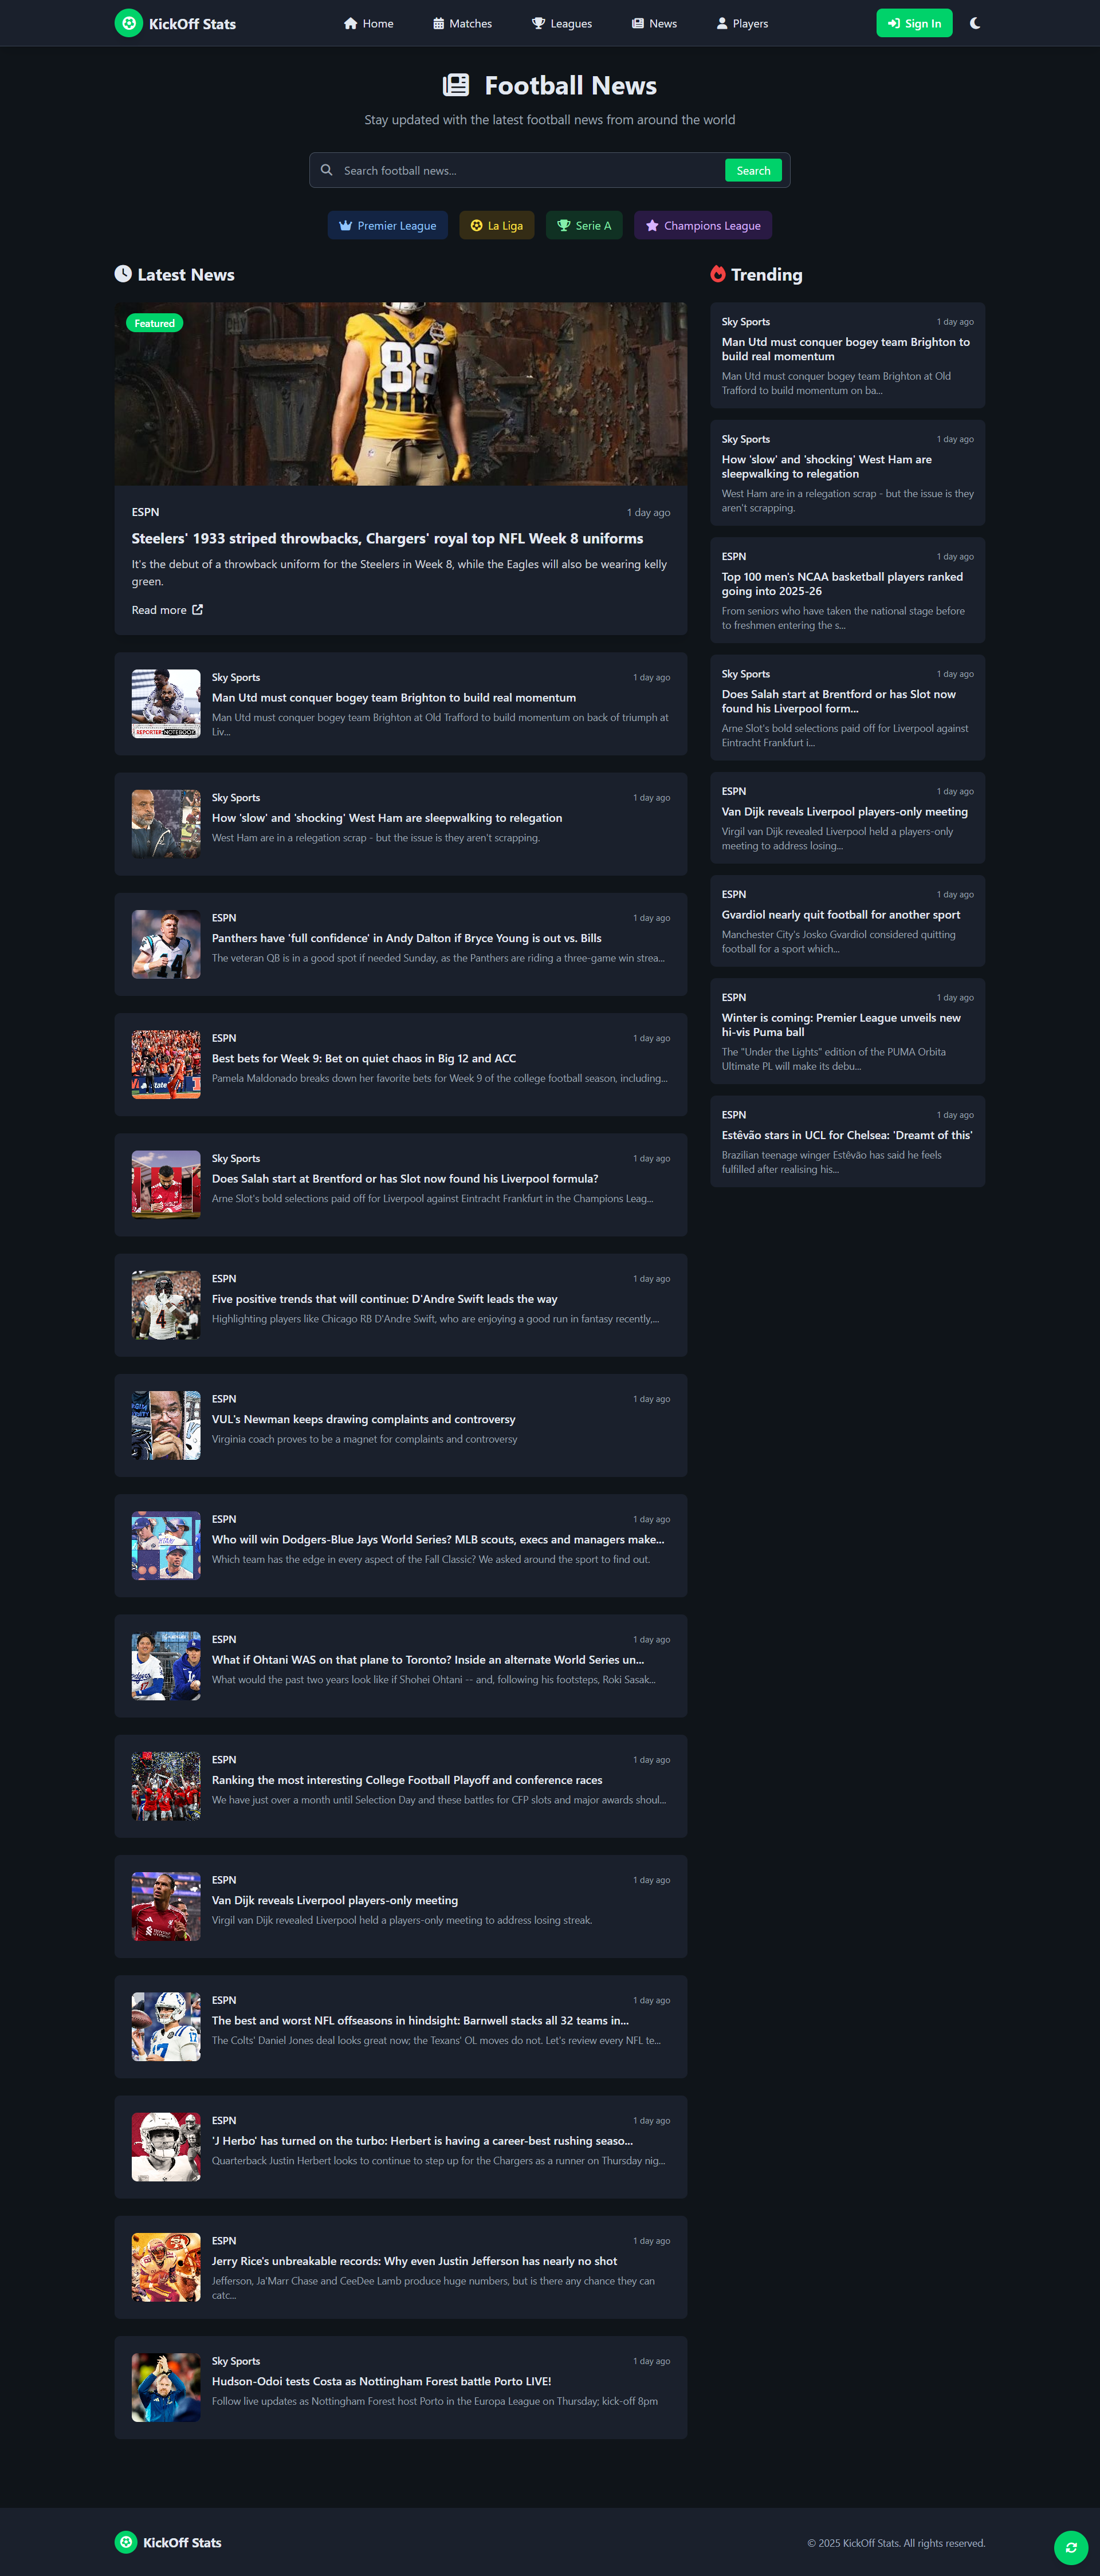 KickOff Stats
Home
Matches
Leagues
News
Players
Sign In
Football News
Stay updated with the latest football news from around the world
Search football news...
Search
Premier League
La Liga
Serie A
Champions League
Latest News
Featured
88
ESPN
1 day ago
Steelers' 1933 striped throwbacks, Chargers' royal top NFL Week 8 uniforms
It's the debut of a throwback uniform for the Steelers in Week 8, while the Eagles will also be wearing kelly
green.
Read more
REPORTERS NOTEBOOK
Sky Sports
1 day ago
Man Utd must conquer bogey team Brighton to build real momentum
Man Utd must conquer bogey team Brighton at Old Trafford to build momentum on back of triumph at
Liv...
Sky Sports
1 day ago
How 'slow' and 'shocking' West Ham are sleepwalking to relegation
West Ham are in a relegation scrap - but the issue is they aren't scrapping.
14
ESPN
1 day ago
Panthers have 'full confidence' in Andy Dalton if Bryce Young is out vs. Bills
The veteran QB is in a good spot if needed Sunday, as the Panthers are riding a three-game win strea...
ESPN
1 day ago
Best bets for Week 9: Bet on quiet chaos in Big 12 and ACC
Pamela Maldonado breaks down her favorite bets for Week 9 of the college football season, including...
Sky Sports
1 day ago
Does Salah start at Brentford or has Slot now found his Liverpool formula?
Arne Slot's bold selections paid off for Liverpool against Eintracht Frankfurt in the Champions Leag...
4
ESPN
1 day ago
Five positive trends that will continue: D'Andre Swift leads the way
Highlighting players like Chicago RB D'Andre Swift, who are enjoying a good run in fantasy recently,...
ESPN
1 day ago
VUL's Newman keeps drawing complaints and controversy
Virginia coach proves to be a magnet for complaints and controversy
ESPN
1 day ago
Who will win Dodgers-Blue Jays World Series? MLB scouts, execs and managers make...
Which team has the edge in every aspect of the Fall Classic? We asked around the sport to find out.
ESPN
1 day ago
What if Ohtani WAS on that plane to Toronto? Inside an alternate World Series un...
What would the past two years look like if Shohei Ohtani -- and, following his footsteps, Roki Sasak...
ESPN
1 day ago
Ranking the most interesting College Football Playoff and conference races
We have just over a month until Selection Day and these battles for CFP slots and major awards shoul...
ESPN
1 day ago
Van Dijk reveals Liverpool players-only meeting
Virgil van Dijk revealed Liverpool held a players-only meeting to address losing streak.
17
ESPN
1 day ago
The best and worst NFL offseasons in hindsight: Barnwell stacks all 32 teams in...
The Colts' Daniel Jones deal looks great now; the Texans' OL moves do not. Let's review every NFL te...
ESPN
1 day ago
'J Herbo' has turned on the turbo: Herbert is having a career-best rushing seaso...
Quarterback Justin Herbert looks to continue to step up for the Chargers as a runner on Thursday nig...
ESPN
1 day ago
Jerry Rice's unbreakable records: Why even Justin Jefferson has nearly no shot
Jefferson, Ja'Marr Chase and CeeDee Lamb produce huge numbers, but is there any chance they can
catc...
Sky Sports
1 day ago
Hudson-Odoi tests Costa as Nottingham Forest battle Porto LIVE!
Follow live updates as Nottingham Forest host Porto in the Europa League on Thursday; kick-off 8pm
Trending
Sky Sports
1 day ago
Man Utd must conquer bogey team Brighton to
build real momentum
Man Utd must conquer bogey team Brighton at Old
Trafford to build momentum on ba...
Sky Sports
1 day ago
How 'slow' and 'shocking' West Ham are
sleepwalking to relegation
West Ham are in a relegation scrap - but the issue is they
aren't scrapping.
ESPN
1 day ago
Top 100 men's NCAA basketball players ranked
going into 2025-26
From seniors who have taken the national stage before
to freshmen entering the s...
Sky Sports
1 day ago
Does Salah start at Brentford or has Slot now
found his Liverpool form...
Arne Slot's bold selections paid off for Liverpool against
Eintracht Frankfurt i...
ESPN
1 day ago
Van Dijk reveals Liverpool players-only meeting
Virgil van Dijk revealed Liverpool held a players-only
meeting to address losing...
ESPN
1 day ago
Gvardiol nearly quit football for another sport
Manchester City's Josko Gvardiol considered quitting
football for a sport which...
ESPN
1 day ago
Winter is coming: Premier League unveils new
hi-vis Puma ball
The "Under the Lights" edition of the PUMA Orbita
Ultimate PL will make its debu...
ESPN
1 day ago
Estêvão stars in UCL for Chelsea: 'Dreamt of this'
Brazilian teenage winger Estêvão has said he feels
fulfilled after realising his...
KickOff Stats
© 2025 KickOff Stats. All rights reserved.